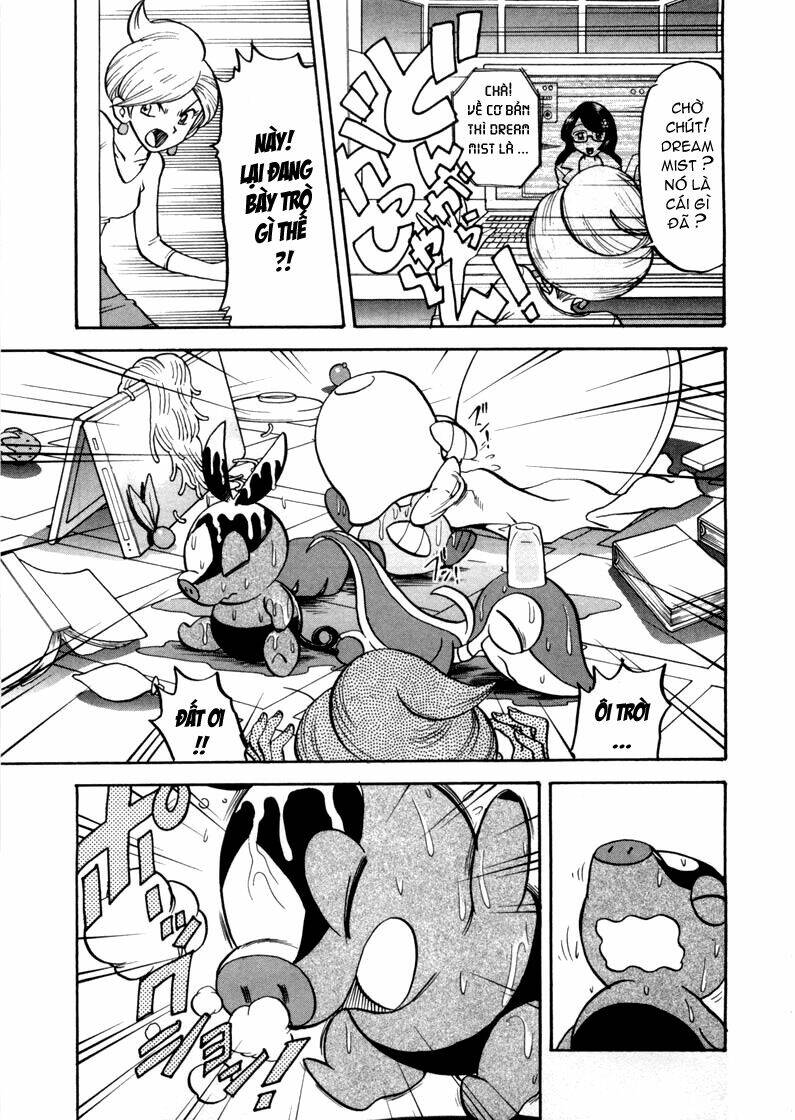 CHỜ
CHÚT!
DREAM
MIST?
NÓ LÀ
CÁI GÌ
ĐÃ?
CHÀ!
VỀ CƠ BẢN
THÌ DREAM
MIST LÀ ...
NÀY!
LẠI ĐANG
BÀY TRÒ
GÌ THẾ
?!
ÔI TRỜI
...
ĐẤT ƠI
!!